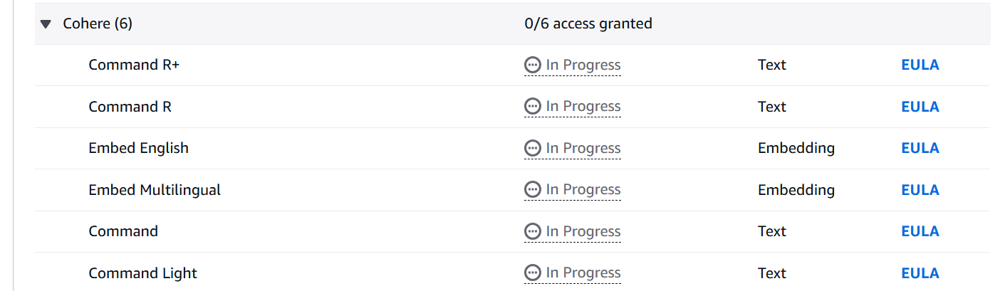 Cohere (6) 0/6 access granted
Command R+ In Progress Text EULA
Command R In Progress Text EULA
Embed English In Progress Embedding EULA
Embed Multilingual In Progress Embedding EULA
Command In Progress Text EULA
Command Light In Progress Text EULA